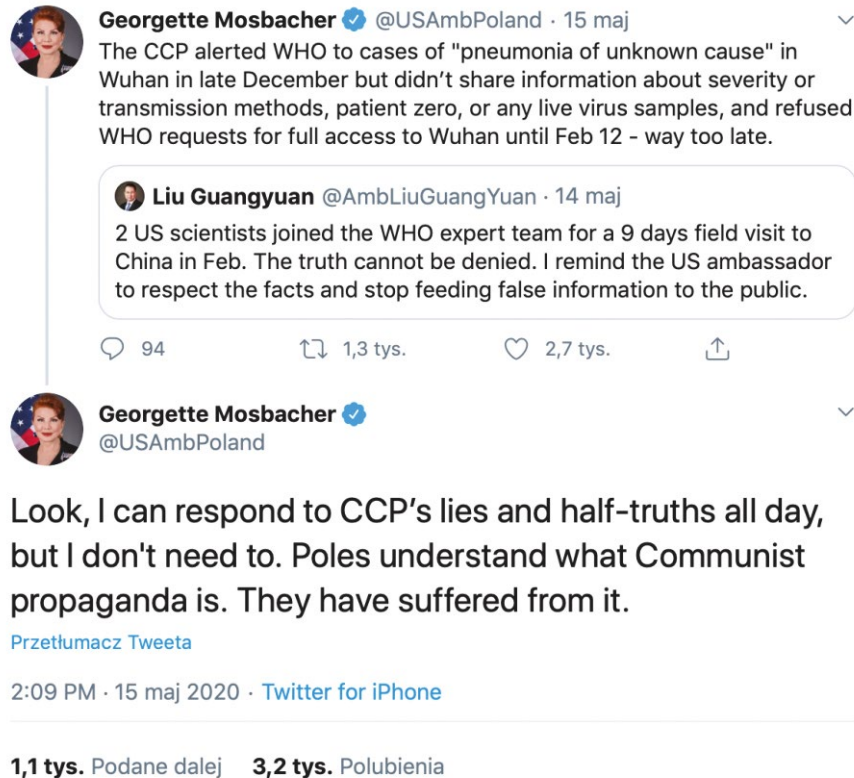 Georgette Mosbacher @USAmbPoland · 15 maj
The CCP alerted WHO to cases of "pneumonia of unknown cause" in
Wuhan in late December but didn’t share information about severity or
transmission methods, patient zero, or any live virus samples, and refused
WHO requests for full access to Wuhan until Feb 12 - way too late.
Liu Guangyuan @AmbLiuGuangYuan · 14 maj
2 US scientists joined the WHO expert team for a 9 days field visit to
China in Feb. The truth cannot be denied. I remind the US ambassador
to respect the facts and stop feeding false information to the public.
94 1,3 tys. 2,7 tys.
Georgette Mosbacher
@USAmbPoland
Look, I can respond to CCP’s lies and half-truths all day,
but I don't need to. Poles understand what Communist
propaganda is. They have suffered from it.
Przetłumacz Tweeta
2:09 PM · 15 maj 2020 · Twitter for iPhone
1,1 tys. Podane dalej 3,2 tys. Polubienia